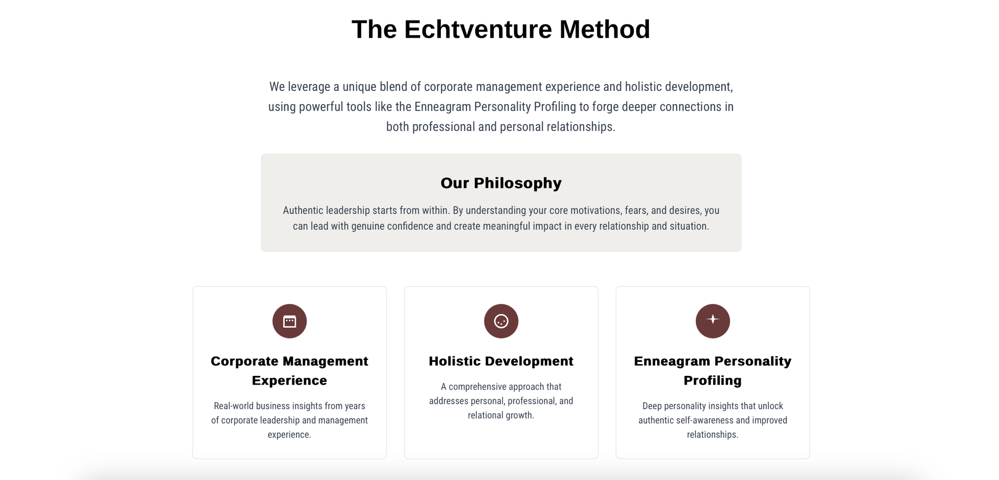 The Echtventure Method
We leverage a unique blend of corporate management experience and holistic development,
using powerful tools like the Enneagram Personality Profiling to forge deeper connections in
both professional and personal relationships.
Our Philosophy
Authentic leadership starts from within. By understanding your core motivations, fears, and desires, you
can lead with genuine confidence and create meaningful impact in every relationship and situation.
Corporate Management
Experience
Real-world business insights from years
of corporate leadership and management
experience.
Holistic Development
A comprehensive approach that
addresses personal, professional, and
relational growth.
Enneagram Personality
Profiling
Deep personality insights that unlock
authentic self-awareness and improved
relationships.